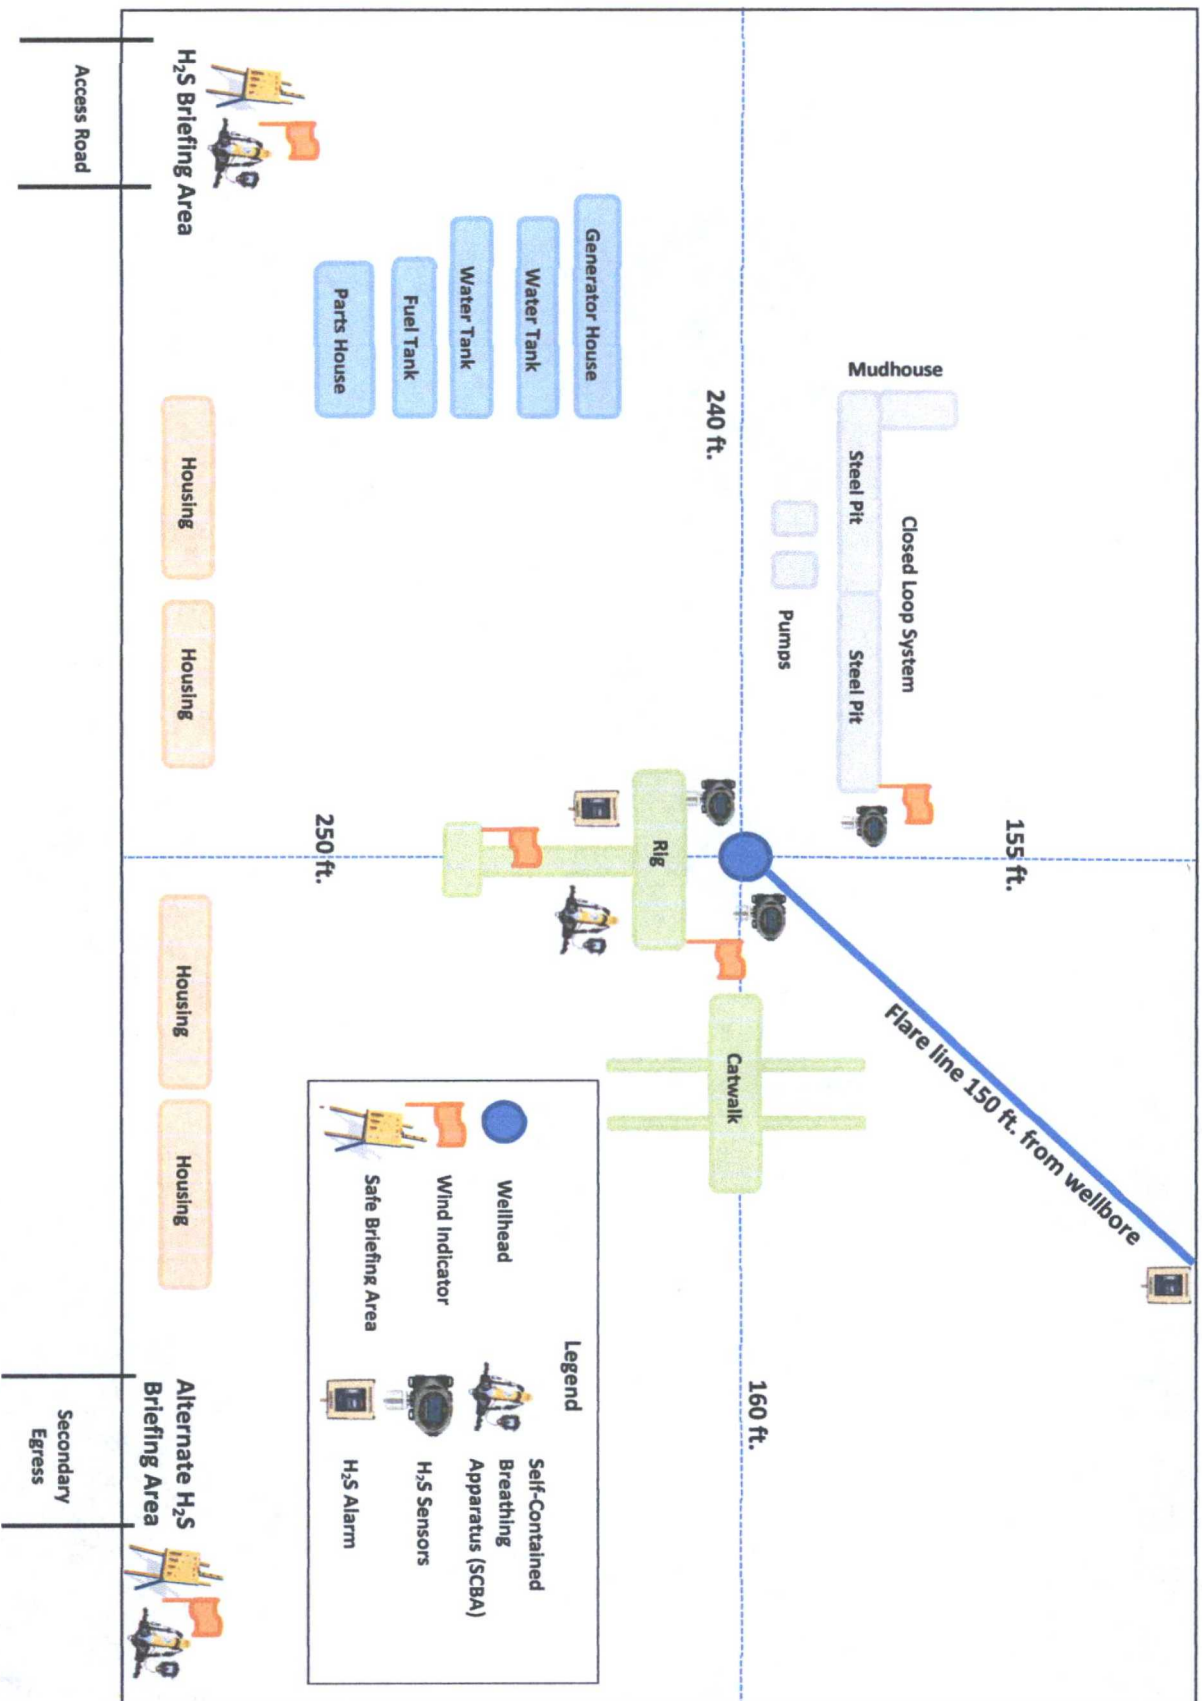 Access Road
H₂S Briefing Area
Parts House
Fuel Tank
Water Tank
Water Tank
Generator House
240 ft.
Mudhouse
Steel Pit
Steel Pit
Closed Loop System
Pumps
155 ft.
Rig
250 ft.
Housing
Housing
Housing
Housing
Catwalk
Flare line 150 ft. from wellbore
160 ft.
Legend
Wellhead
Wind Indicator
Safe Briefing Area
Self-Contained
Breathing
Apparatus (SCBA)
H₂S Sensors
H₂S Alarm
Alternate H₂S
Briefing Area
Secondary
Egress